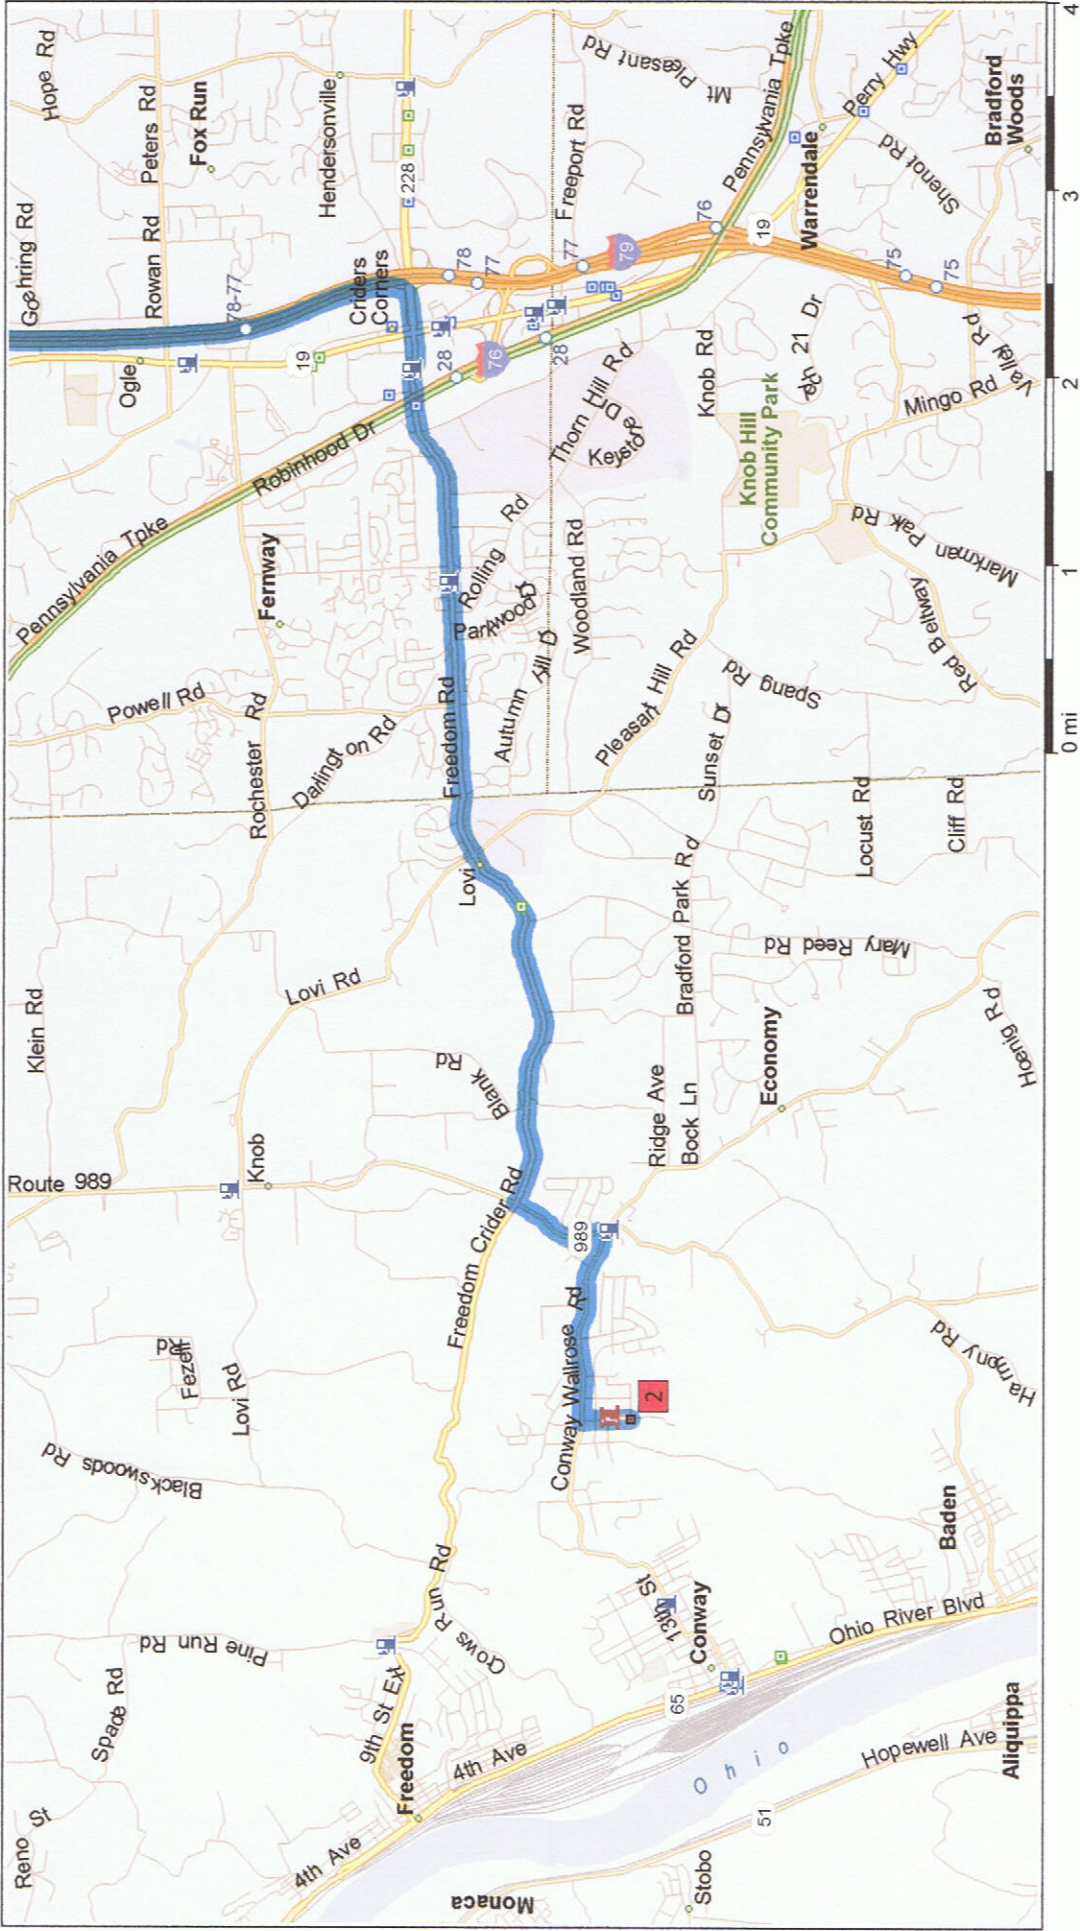 Reno St
4th Ave
Monaca
Freedom
9th St Ext
4th Ave
Spade Rd
Pine Run Rd
Crows Run Rd
Blackswoods Rd
Lovi Rd
Fezell Rd
Route 989
Knob
Klein Rd
Lovi Rd
Blank Rd
Freedom Crider Rd
989
Conway Wallrose Rd
2
13th St
Conway
65
Ohio
51
Stobo
Hopewell Ave
Aliquippa
Ohio River Blvd
Baden
Harmony Rd
Ridge Ave
Bock Ln
Economy
Hoenig Rd
Mary Reed Rd
Bradford Park Rd
Locust Rd
Cliff Rd
Sunset Dr
Spang Rd
Pleasant Hill Rd
Lovi
Freedom Rd
Darlington Rd
Rochester Rd
Powell Rd
Pennsylvania Tpke
Fernway
Robinhood Dr
Autumn Hill Dr
Parkwood Dr
Rolling Rd
Woodland Rd
Thorn Hill Rd
Keystone Dr
Knob Rd
Knob Hill
Community Park
Tech 21 Dr
Markman Pak Rd
Red Beltway
Rd
Mingo Rd
Valley Rd
Ogle
19
28
76
28
Criders
Corners
78-77
78
77
77
79
76
19
75
75
Goehring Rd
Rowan Rd
Peters Rd
Hope Rd
Fox Run
Hendersonville
228
Freeport Rd
Mt Pleasant Rd
Pennsylvania Tpke
Perry Hwy
Warrendale
Shenot Rd
Bradford
Woods
0 mi
1
2
3
4